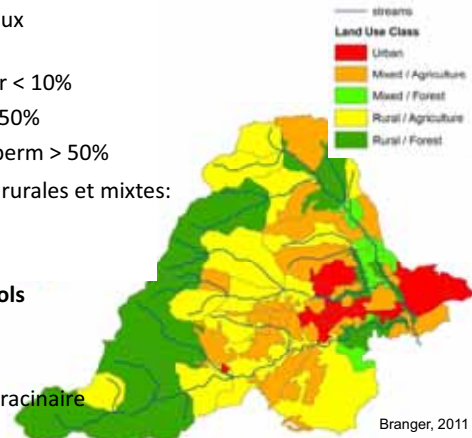 ux
r < 10%
50%
perm > 50%
rurales et mixtes:
ols
racinaire
streams
Land Use Class
Urban
Mixed / Agriculture
Mixed / Forest
Rural / Agriculture
Rural / Forest
Branger, 2011